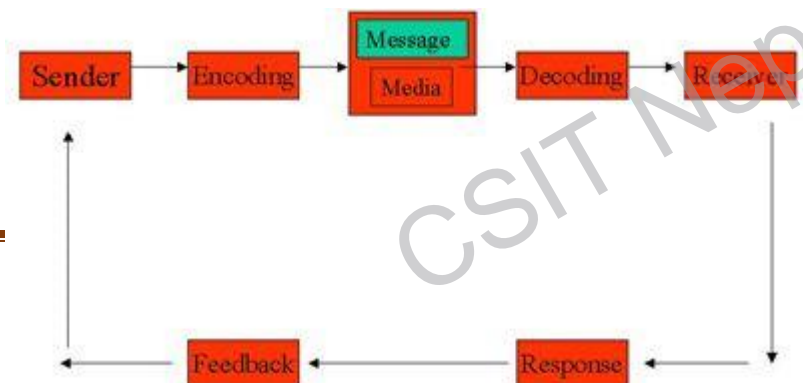 Message
Sender
Encoding
Media
Decoding
Receiver
CSIT Nep
Feedback
Response